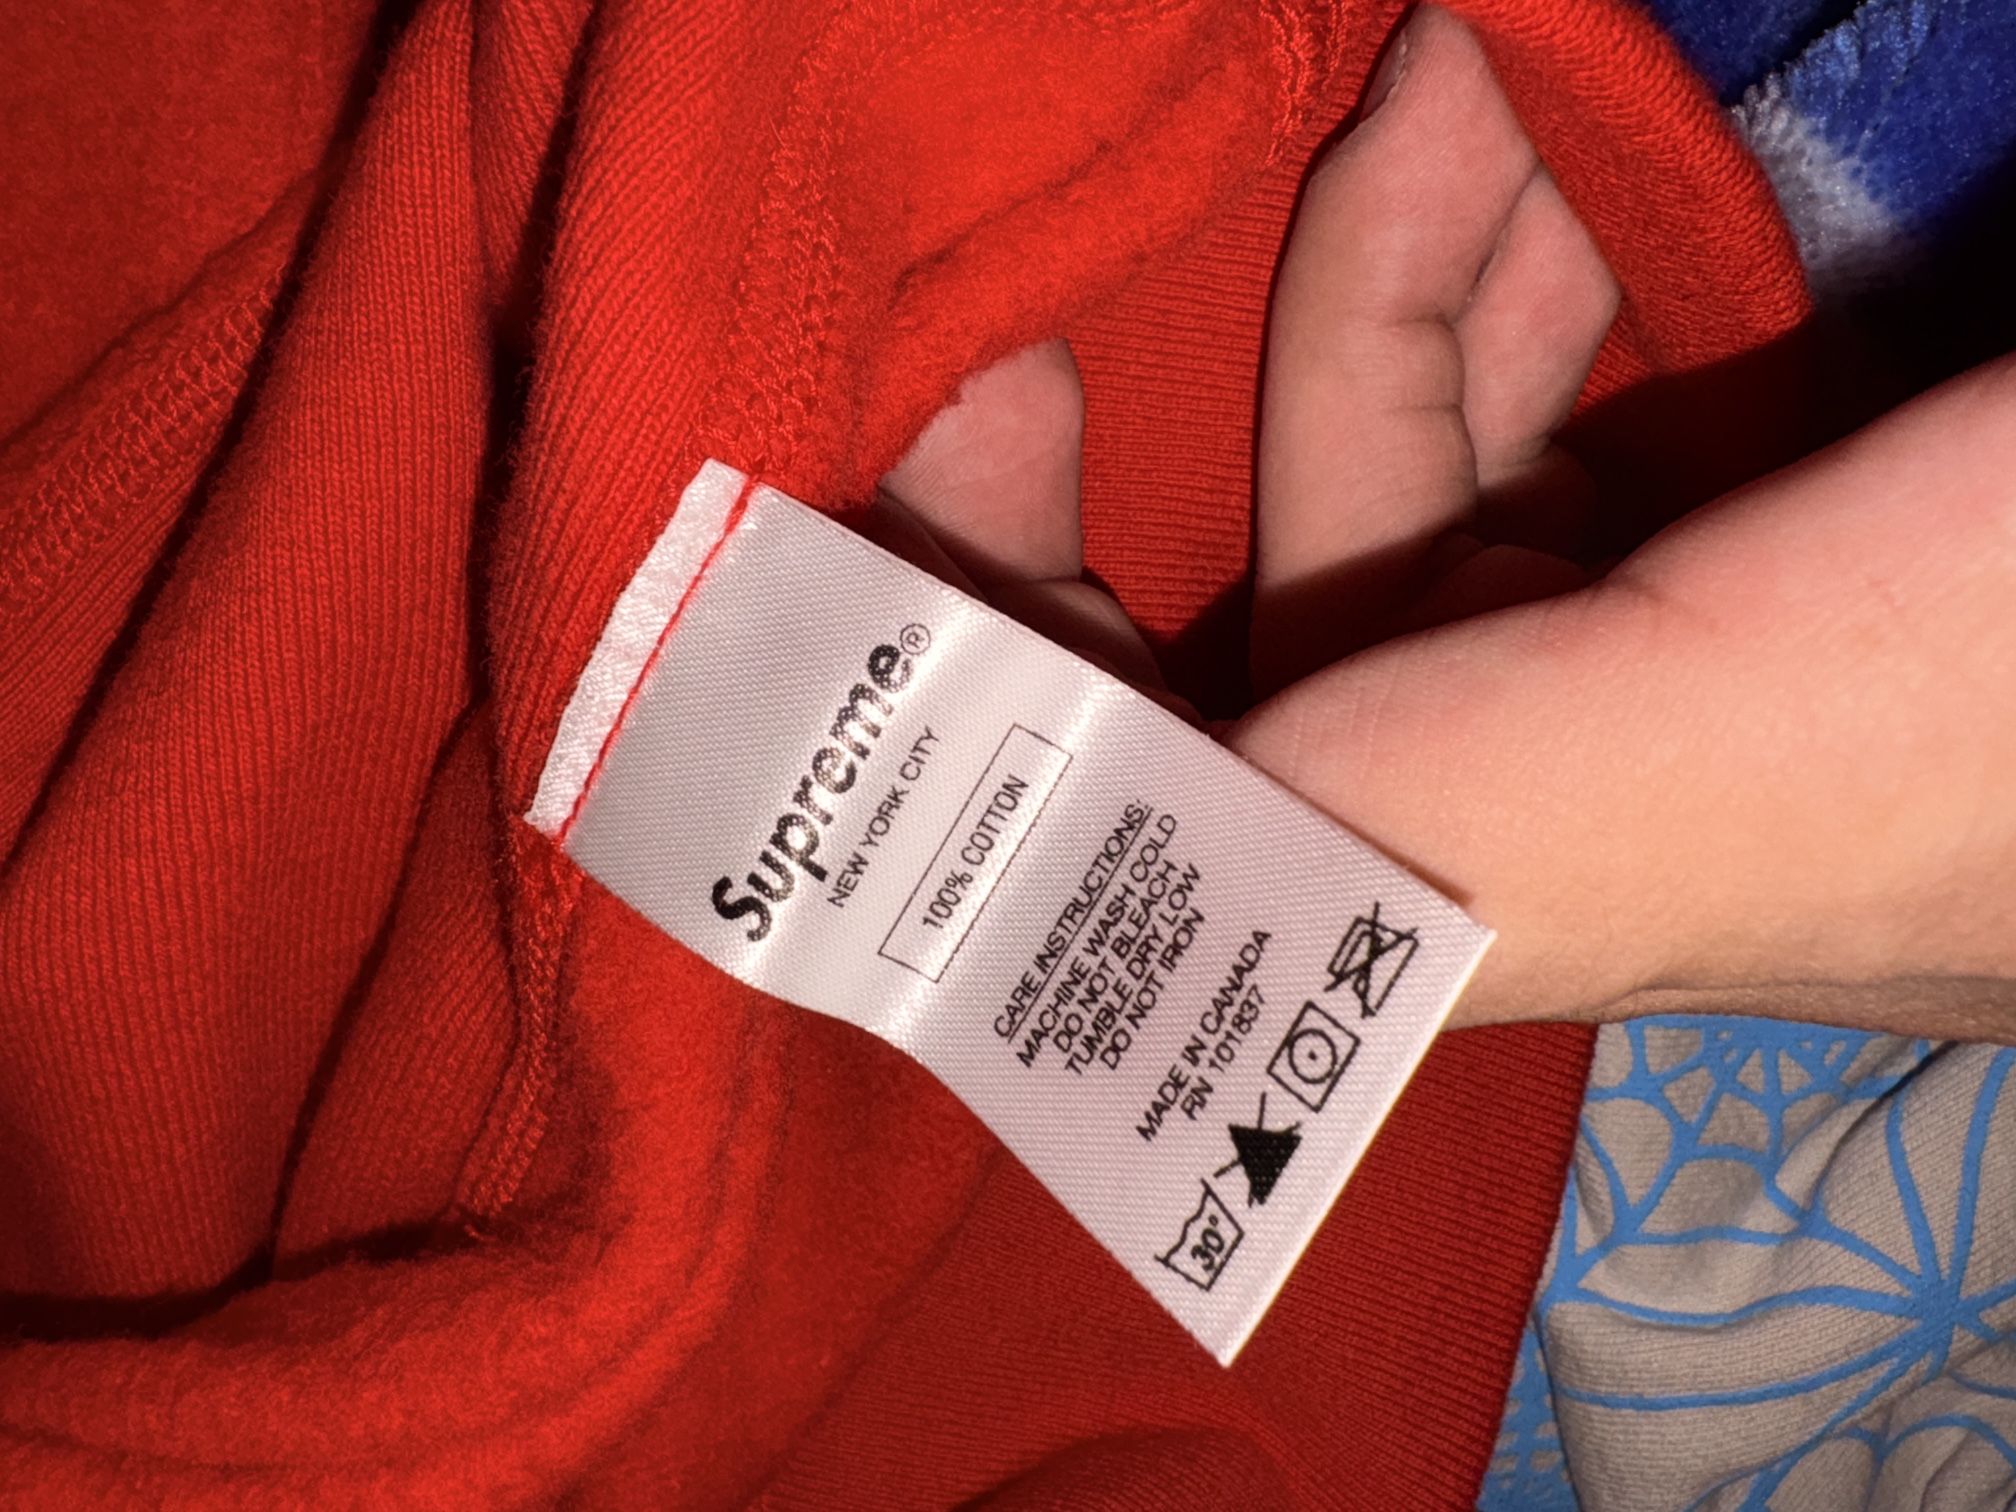 Supreme®
NEW YORK CITY
100% COTTON
CARE INSTRUCTIONS:
MACHINE WASH COLD
DO NOT BLEACH
TUMBLE DRY LOW
DO NOT IRON
MADE IN CANADA
RN 101837
30°